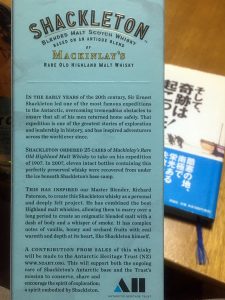 SHACKLETON
BLENDED MALT SCOTCH WHISKY
BASED ON AN ANTIQUE BLEND
OF
MACKINLAY'S
RARE OLD HIGHLAND MALT WHISKY
IN THE EARLY YEARS of the 20th century, Sir Ernest
Shackleton led one of the most famous expeditions
to the Antarctic, overcoming tremendous obstacles to
ensure that all of his men returned home safely. That
expedition is one of the greatest stories of exploration
and leadership in history, and has inspired adventurers
across the world ever since.
SHACKLETON ORDERED 25 CASES of Mackinlay's Rare
Old Highland Malt Whisky to take on his expedition
of 1907. In 2007, eleven intact bottles containing this
perfectly preserved whisky were recovered from under
the ice beneath Shackleton's base camp.
THIS HAS INSPIRED our Master Blender, Richard
Paterson, to create this Shackleton whisky as a personal
and deeply felt project. He has combined the best
Highland malt whiskies, allowing them to marry over a
long period to create an enigmatic blended malt with a
dash of body and a whisper of smoke. It has complex
notes of vanilla, honey and orchard fruits with real
warmth and depth at its heart, like Shackleton himself.
A CONTRIBUTION FROM SALES of this whisky
will be made to the Antarctic Heritage Trust (NZ)
WWW.NZAHT.ORG. This will support both the ongoing
care of Shackleton's Antarctic base and the Trust's
mission to conserve, share and
encourage the spirit of exploration;
a spirit embodied by Shackleton.
ANTARCTIC HERITAGE TRUST
そして、
奇跡は
起こった!